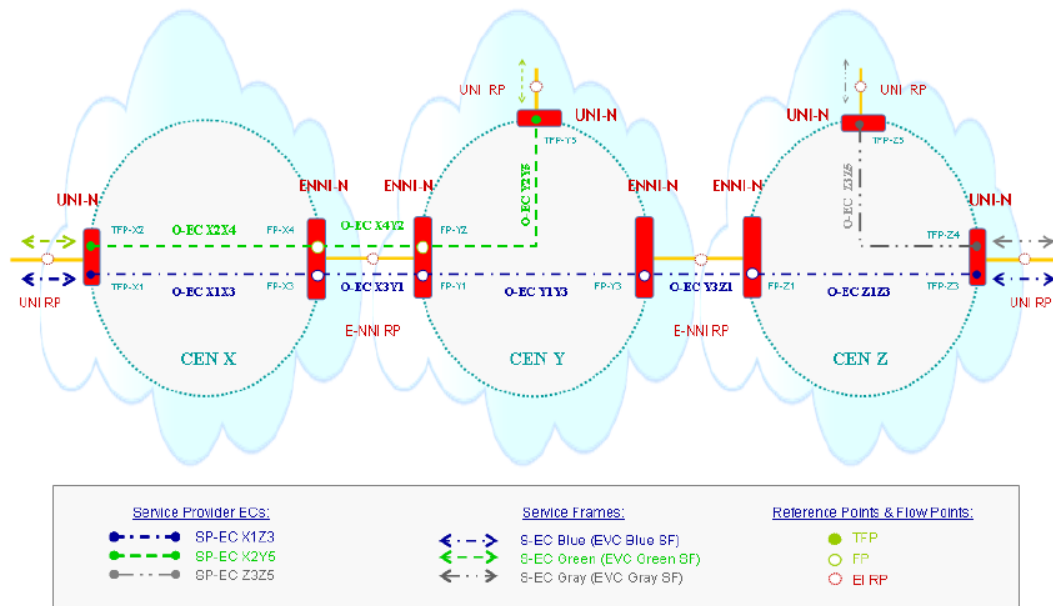 UNI RP
UNI-N
TFP-Y5
UNI RP
UNI-N
TFP-Z5
O-EC Y2Y5
O-EC Z3Z5
UNI-N
ENNI-N
ENNI-N
ENNI-N
ENNI-N
UNI-N
TFP-X2
O-EC X2X4
FP-X4
O-EC X4Y2
FP-Y2
TFP-Z4
TFP-X1
O-EC X1X3
FP-X3
O-EC X3Y1
FP-Y1
O-EC Y1Y3
FP-Y3
O-EC Y3Z1
FP-Z1
O-EC Z1Z3
TFP-Z3
UNI RP
E-NNI RP
E-NNI RP
UNI RP
CEN X
CEN Y
CEN Z
Service Provider ECs:
SP-EC X1Z3
SP-EC X2Y5
SP-EC Z3Z5
Service Frames:
S-EC Blue (EVC Blue SF)
S-EC Green (EVC Green SF)
S-EC Gray (EVC Gray SF)
Reference Points & Flow Points:
TFP
FP
EI RP